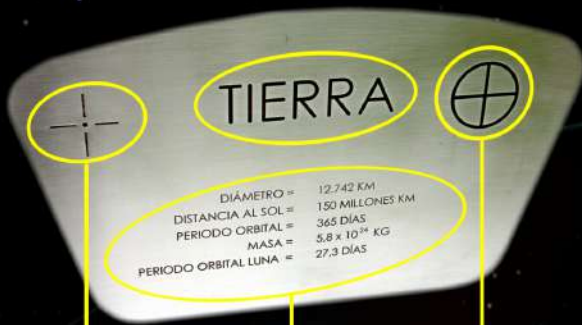 TIERRA
DIÁMETRO = 12.742 KM
DISTANCIA AL SOL = 150 MILLONES KM
PERIODO ORBITAL = 365 DÍAS
MASA = 5,8 x 10²⁴ KG
PERIODO ORBITAL LUNA = 27,3 DÍAS